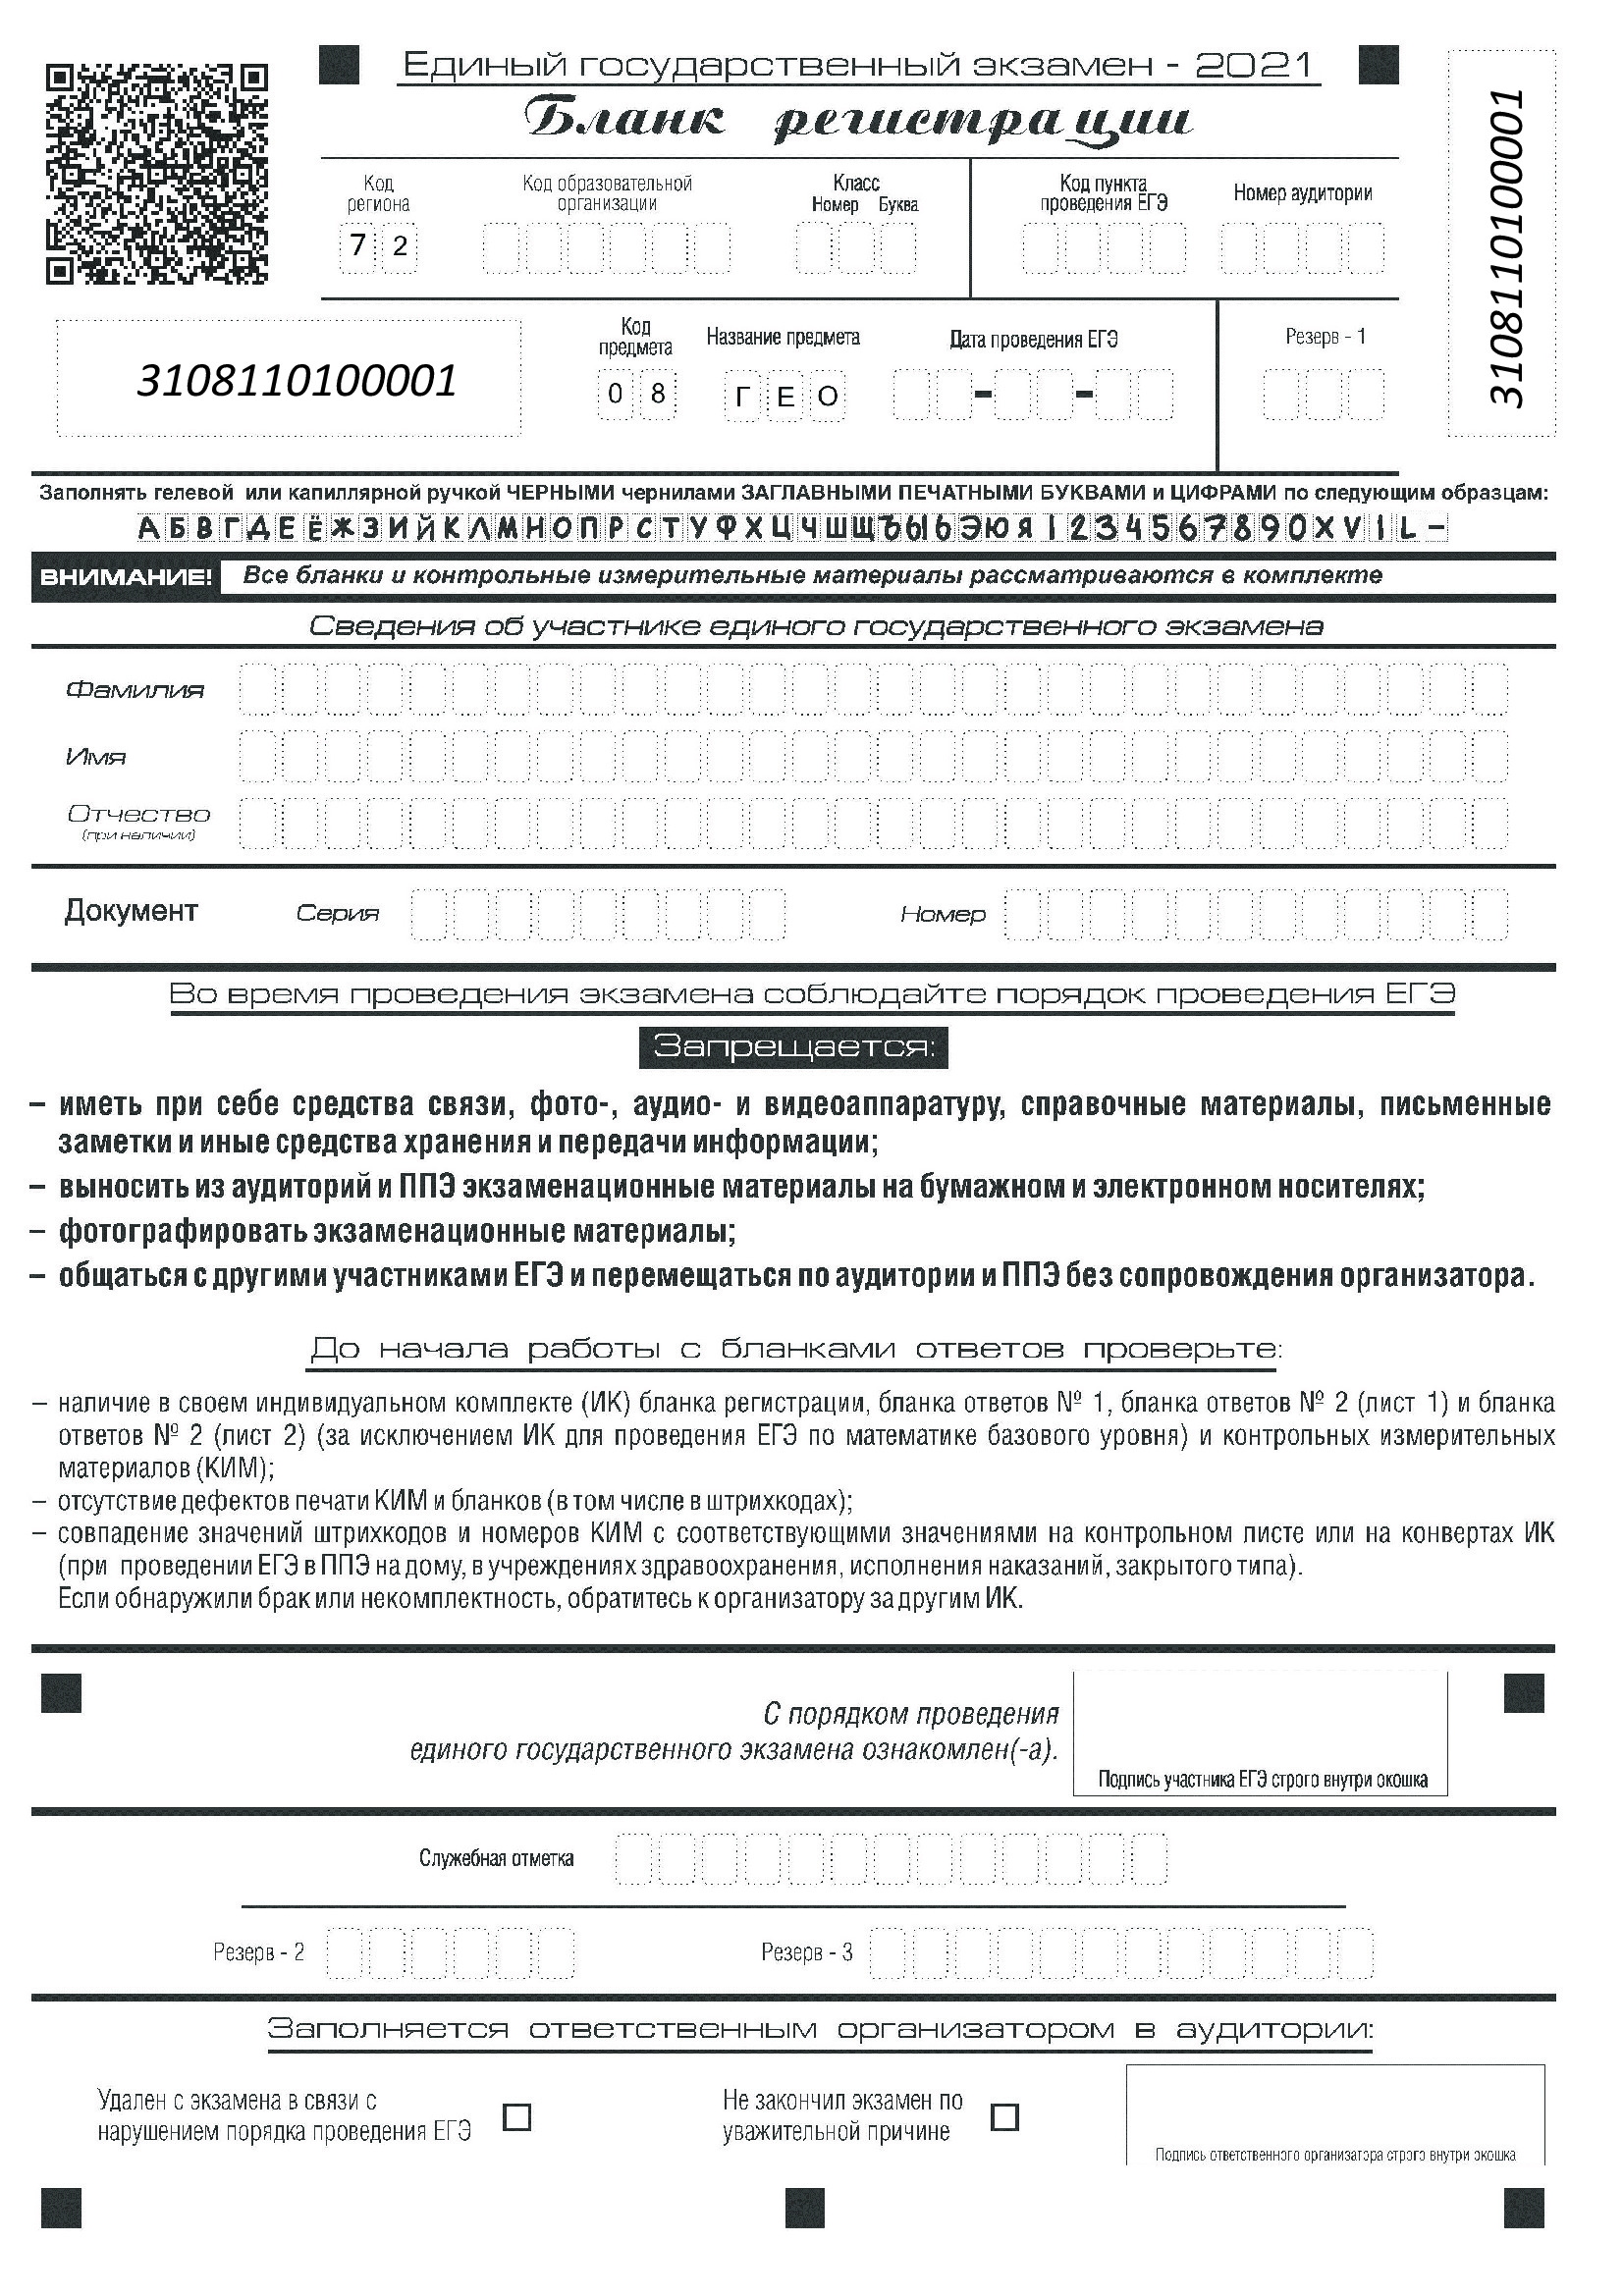 Единый государственный экзамен - 2021
Бланк регистрации
Код региона
Код образовательной организации
Класс
Номер Буква
Код пункта проведения ЕГЭ
Номер аудитории
7 2
3108110100001
3108110100001
Код предмета
Название предмета
Дата проведения ЕГЭ
Резерв - 1
0 8 Г Е О - -
Заполнять гелевой или капиллярной ручкой ЧЕРНЫМИ чернилами ЗАГЛАВНЫМИ ПЕЧАТНЫМИ БУКВАМИ и ЦИФРАМИ по следующим образцам:
А Б В Г Д Е Ё Ж З И Й К Л М Н О П Р С Т У Ф Х Ц Ч Ш Щ Ъ Ы Ь Э Ю Я 1 2 3 4 5 6 7 8 9 0 X V I L -
ВНИМАНИЕ! Все бланки и контрольные измерительные материалы рассматриваются в комплекте
Сведения об участнике единого государственного экзамена
Фамилия
Имя
Отчество
(при наличии)
Документ Серия Номер
Во время проведения экзамена соблюдайте порядок проведения ЕГЭ
Запрещается:
– иметь при себе средства связи, фото-, аудио- и видеоаппаратуру, справочные материалы, письменные
заметки и иные средства хранения и передачи информации;
– выносить из аудиторий и ППЭ экзаменационные материалы на бумажном и электронном носителях;
– фотографировать экзаменационные материалы;
– общаться с другими участниками ЕГЭ и перемещаться по аудитории и ППЭ без сопровождения организатора.
До начала работы с бланками ответов проверьте:
– наличие в своем индивидуальном комплекте (ИК) бланка регистрации, бланка ответов № 1, бланка ответов № 2 (лист 1) и бланка
ответов № 2 (лист 2) (за исключением ИК для проведения ЕГЭ по математике базового уровня) и контрольных измерительных
материалов (КИМ);
– отсутствие дефектов печати КИМ и бланков (в том числе в штрихкодах);
– совпадение значений штрихкодов и номеров КИМ с соответствующими значениями на контрольном листе или на конвертах ИК
(при проведении ЕГЭ в ППЭ на дому, в учреждениях здравоохранения, исполнения наказаний, закрытого типа).
Если обнаружили брак или некомплектность, обратитесь к организатору за другим ИК.
С порядком проведения
единого государственного экзамена ознакомлен(-а).
Подпись участника ЕГЭ строго внутри окошка
Служебная отметка
Резерв - 2 Резерв - 3
Заполняется ответственным организатором в аудитории:
Удален с экзамена в связи с
нарушением порядка проведения ЕГЭ
Не закончил экзамен по
уважительной причине
Подпись ответственного организатора строго внутри окошка